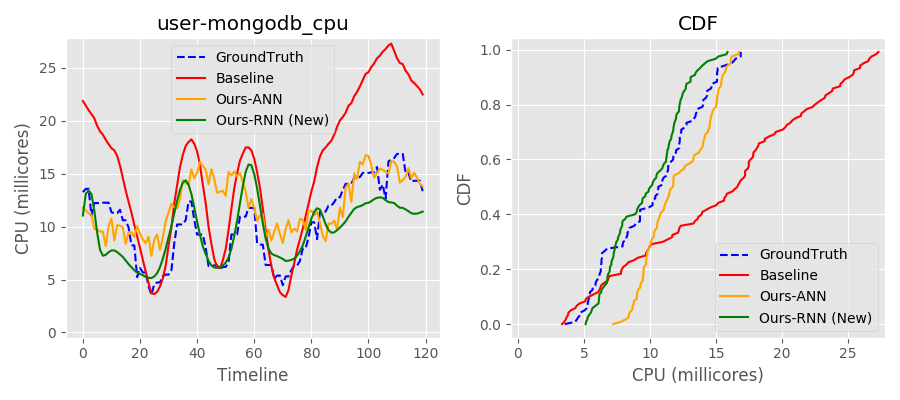 user-mongodb_cpu
CPU (millicores)
25
20
15
10
5
0
0 20 40 60 80 100 120
Timeline
GroundTruth
Baseline
Ours-ANN
Ours-RNN (New)
CDF
CDF
1.0
0.8
0.6
0.4
0.2
0.0
0 5 10 15 20 25
CPU (millicores)
GroundTruth
Baseline
Ours-ANN
Ours-RNN (New)